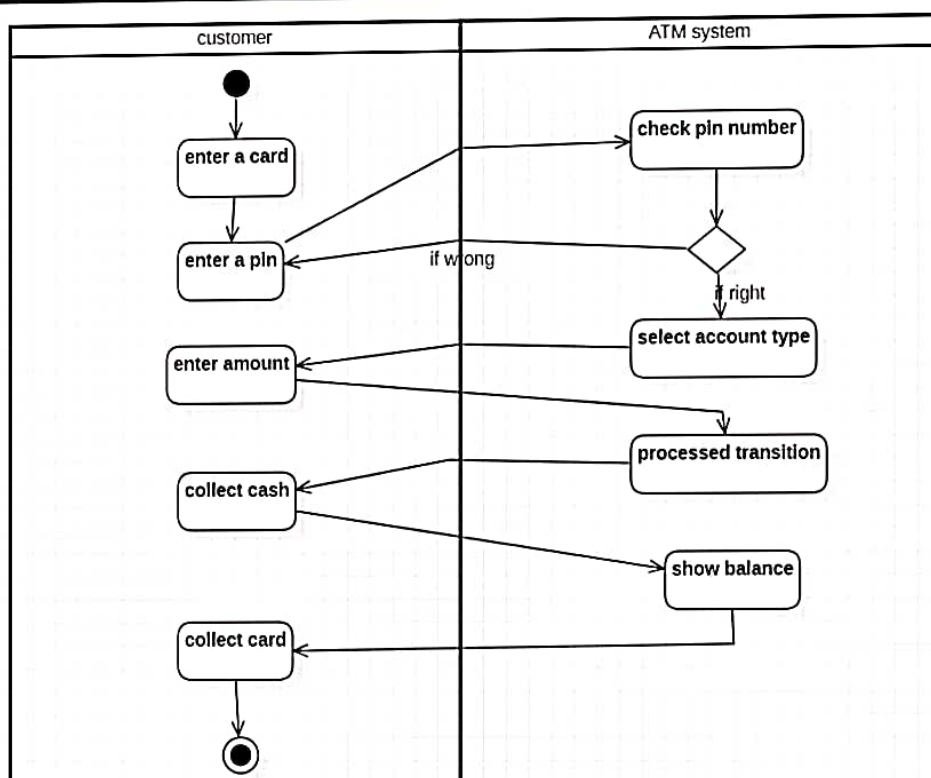 customer
ATM system
check pin number
enter a card
enter a pin
if wrong
if right
select account type
enter amount
processed transition
collect cash
show balance
collect card